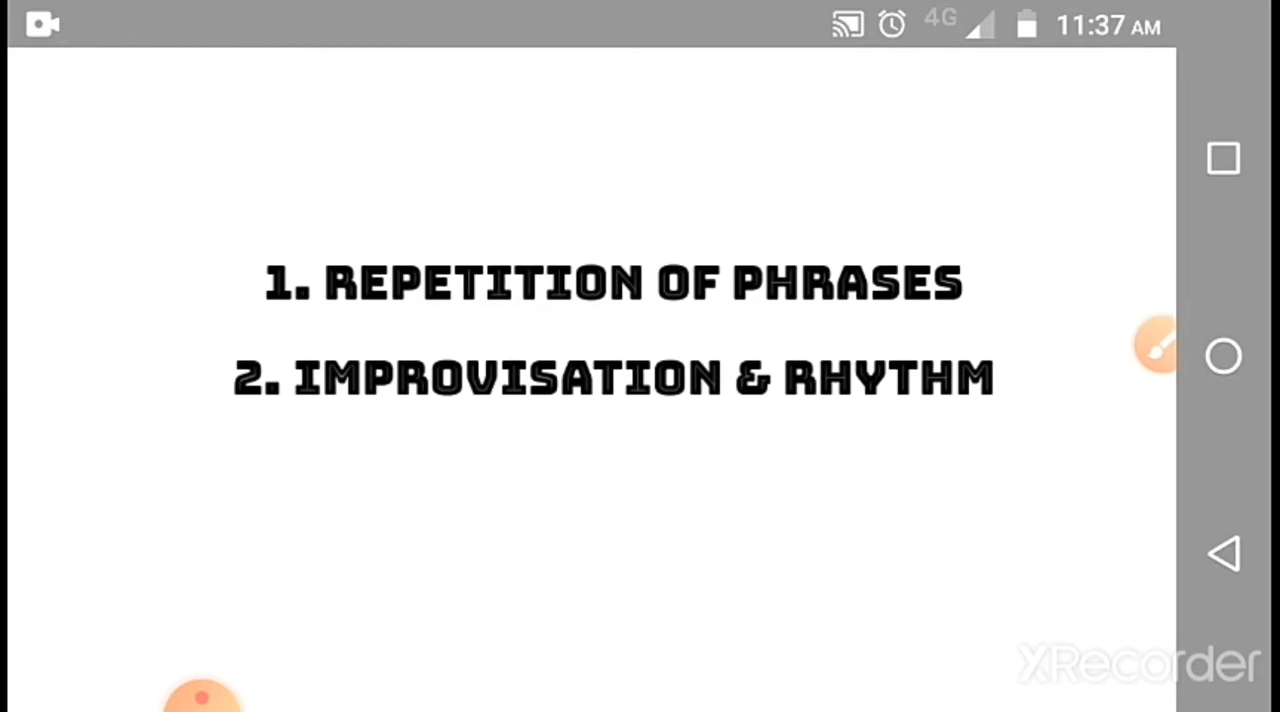 4G 11:37 AM
1. REPETITION OF PHRASES
2. IMPROVISATION & RHYTHM
XRecorder